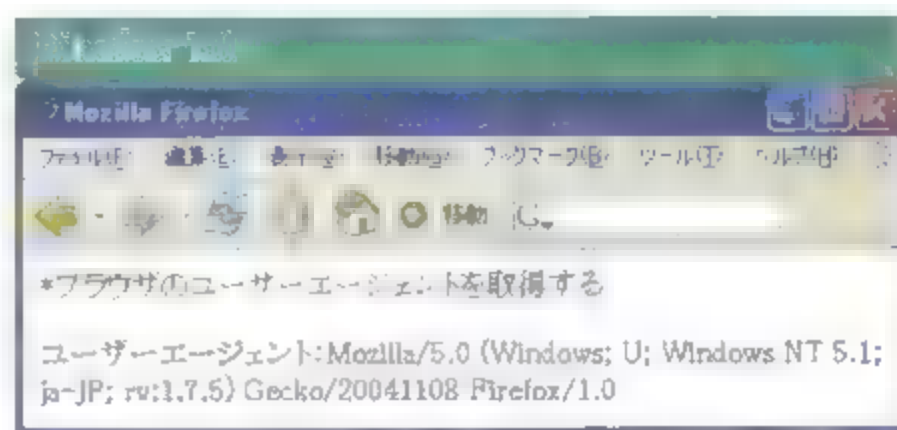 Mozilla Firefox
ファイル(F) 編集(E) 表示(V) 移動(G) ブックマーク(B) ツール(T) ヘルプ(H)
移動
*ブラウザのユーザーエージェントを取得する
ユーザーエージェント:Mozilla/5.0 (Windows; U; Windows NT 5.1;
ja-JP; rv:1.7.5) Gecko/20041108 Firefox/1.0